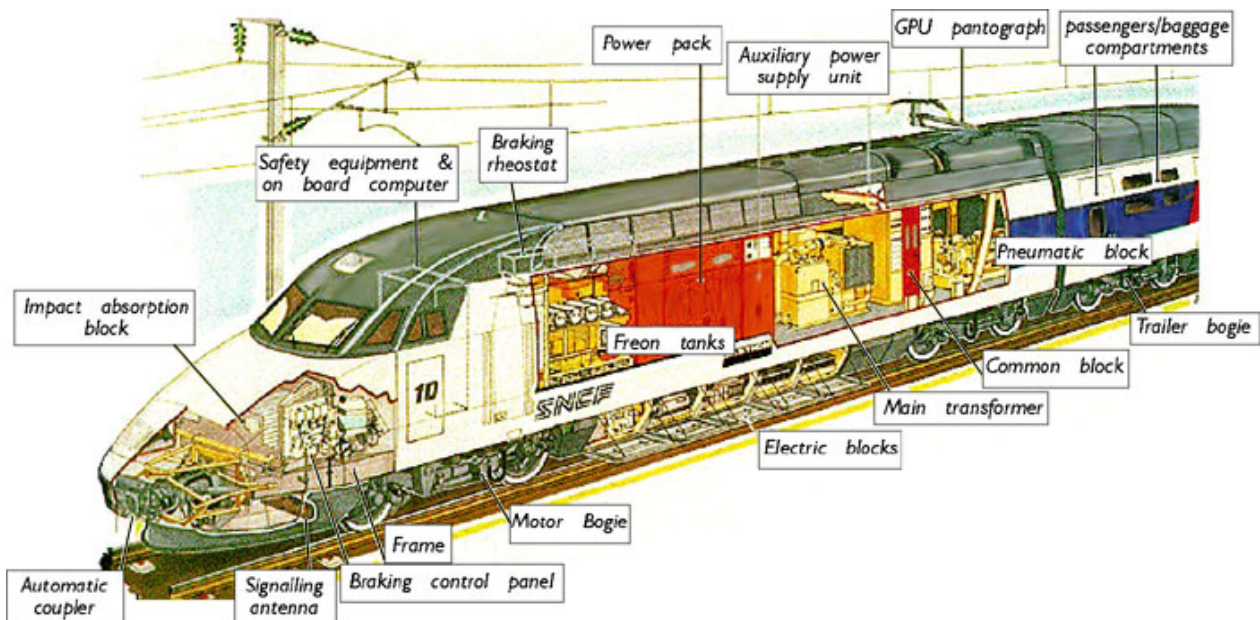 GPU pantograph
passengers/baggage
compartments
Power pack
Auxiliary power
supply unit
Braking
rheostat
Safety equipment &
on board computer
Pneumatic block
Impact absorption
block
Trailer bogie
Freon tanks
Common block
10
SNCF
Main transformer
Electric blocks
Motor Bogie
Frame
Automatic
coupler
Signailing
antenna
Braking control panel